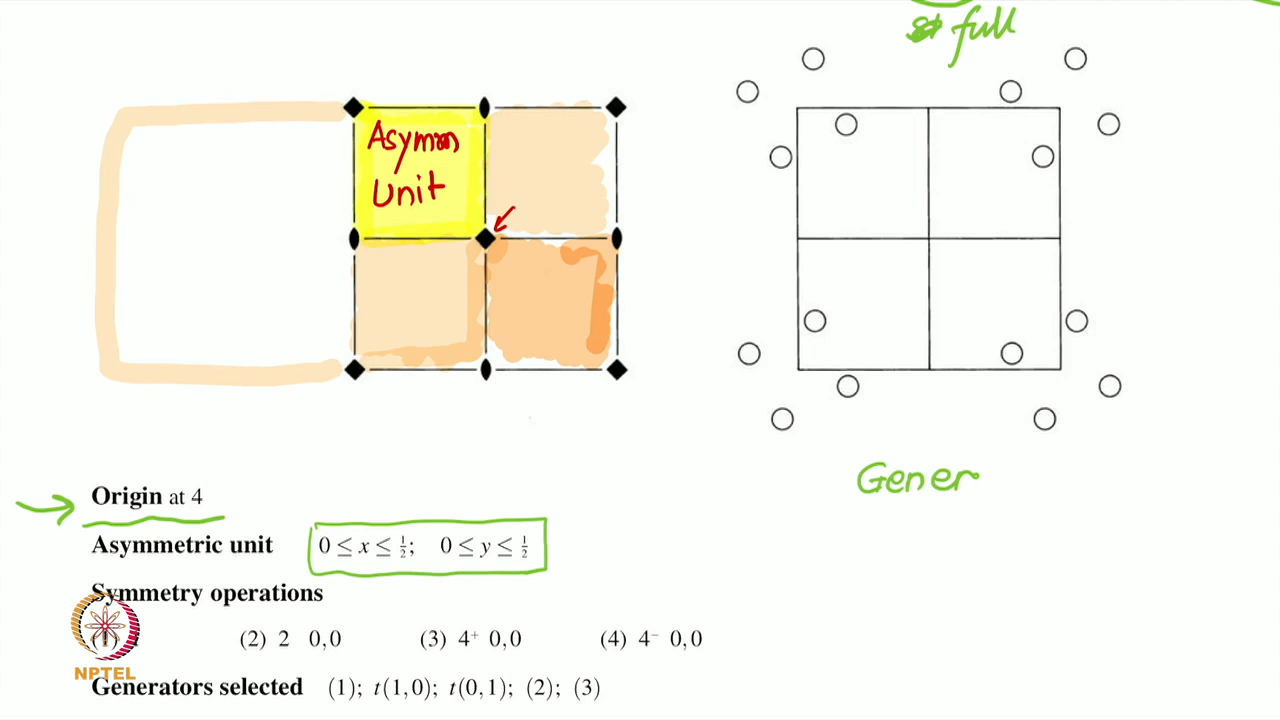 full
Asymm
Unit
Gener
Origin at 4
Asymmetric unit 0 ≤ x ≤ ½; 0 ≤ y ≤ ½
Symmetry operations
(2) 2 0,0 (3) 4⁺ 0,0 (4) 4⁻ 0,0
NPTEL
Generators selected (1); t(1,0); t(0,1); (2); (3)